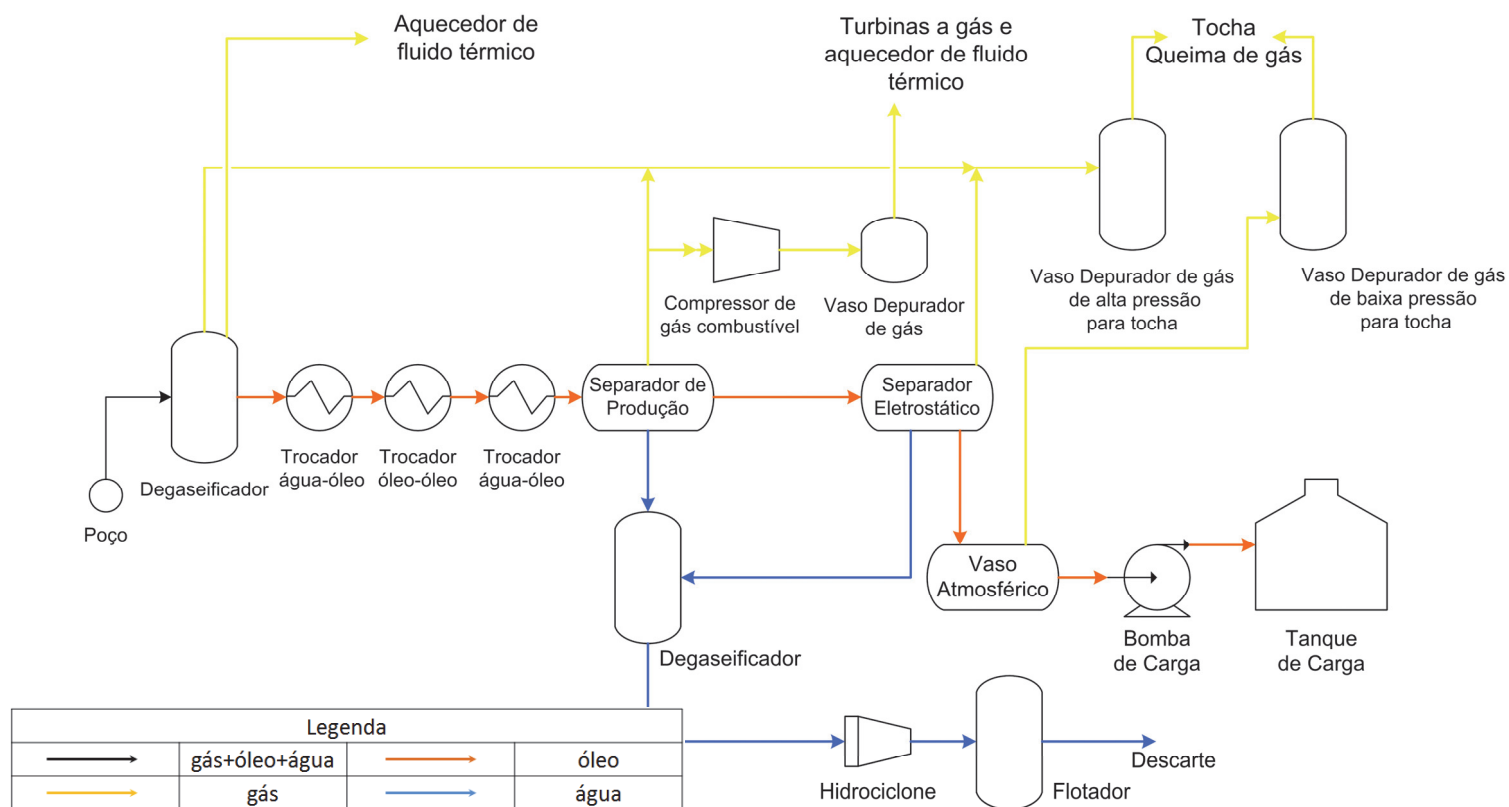 Aquecedor de
fluido térmico
Turbinas a gás e
aquecedor de fluido
térmico
Tocha
Queima de gás
Vaso Depurador de gás
de alta pressão
para tocha
Vaso Depurador de gás
de baixa pressão
para tocha
Compressor de
gás combustível
Vaso Depurador
de gás
Separador de
Produção
Separador
Eletrostático
Trocador
água-óleo
Trocador
óleo-óleo
Trocador
água-óleo
Degaseificador
Poço
Vaso
Atmosférico
Bomba
de Carga
Tanque
de Carga
Degaseificador
Legenda
gás+óleo+água
óleo
gás
água
Hidrociclone
Flotador
Descarte